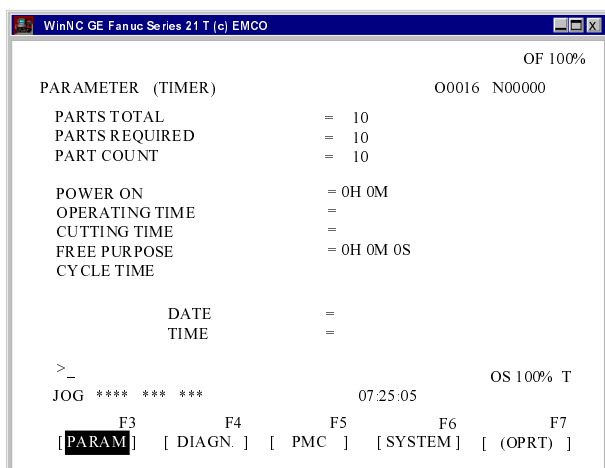 WinNC GE Fanuc Series 21 T (c) EMCO
OF 100%
PARAMETER (TIMER) O0016 N00000
PARTS TOTAL = 10
PARTS REQUIRED = 10
PART COUNT = 10
POWER ON = 0H 0M
OPERATING TIME =
CUTTING TIME =
FREE PURPOSE = 0H 0M 0S
CYCLE TIME
DATE =
TIME =
>_
OS 100% T
JOG **** *** *** 07:25:05
F3 F4 F5 F6 F7
[ PARAM ] [ DIAGN. ] [ PMC ] [ SYSTEM ] [ (OPRT) ]